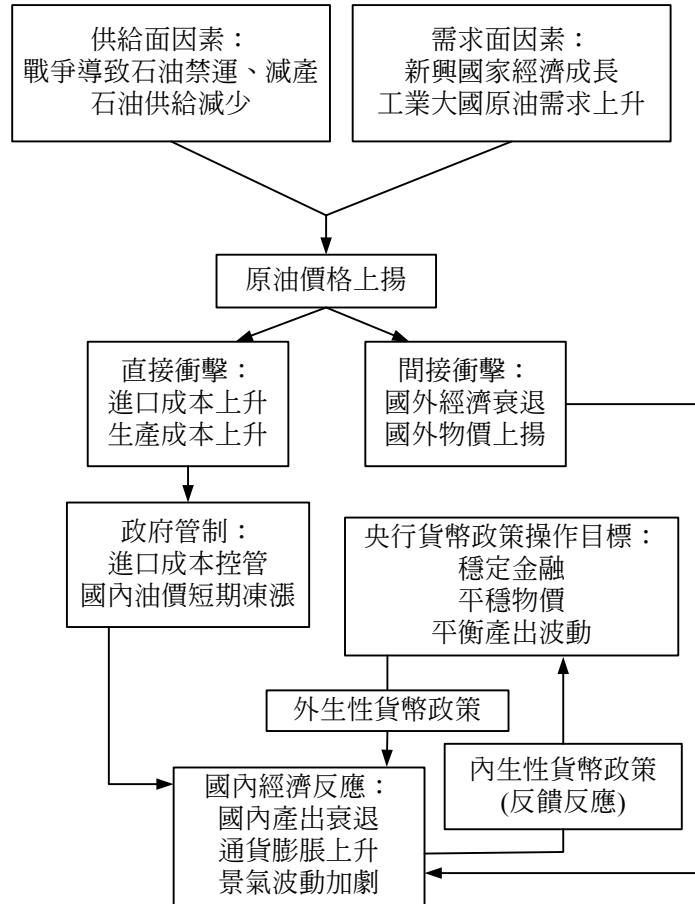 供給面因素：
戰爭導致石油禁運、減產
石油供給減少
需求面因素：
新興國家經濟成長
工業大國原油需求上升
原油價格上揚
直接衝擊：
進口成本上升
生產成本上升
間接衝擊：
國外經濟衰退
國外物價上揚
政府管制：
進口成本控管
國內油價短期凍漲
央行貨幣政策操作目標：
穩定金融
平穩物價
平衡產出波動
外生性貨幣政策
國內經濟反應：
國內產出衰退
通貨膨脹上升
景氣波動加劇
內生性貨幣政策
(反饋反應)